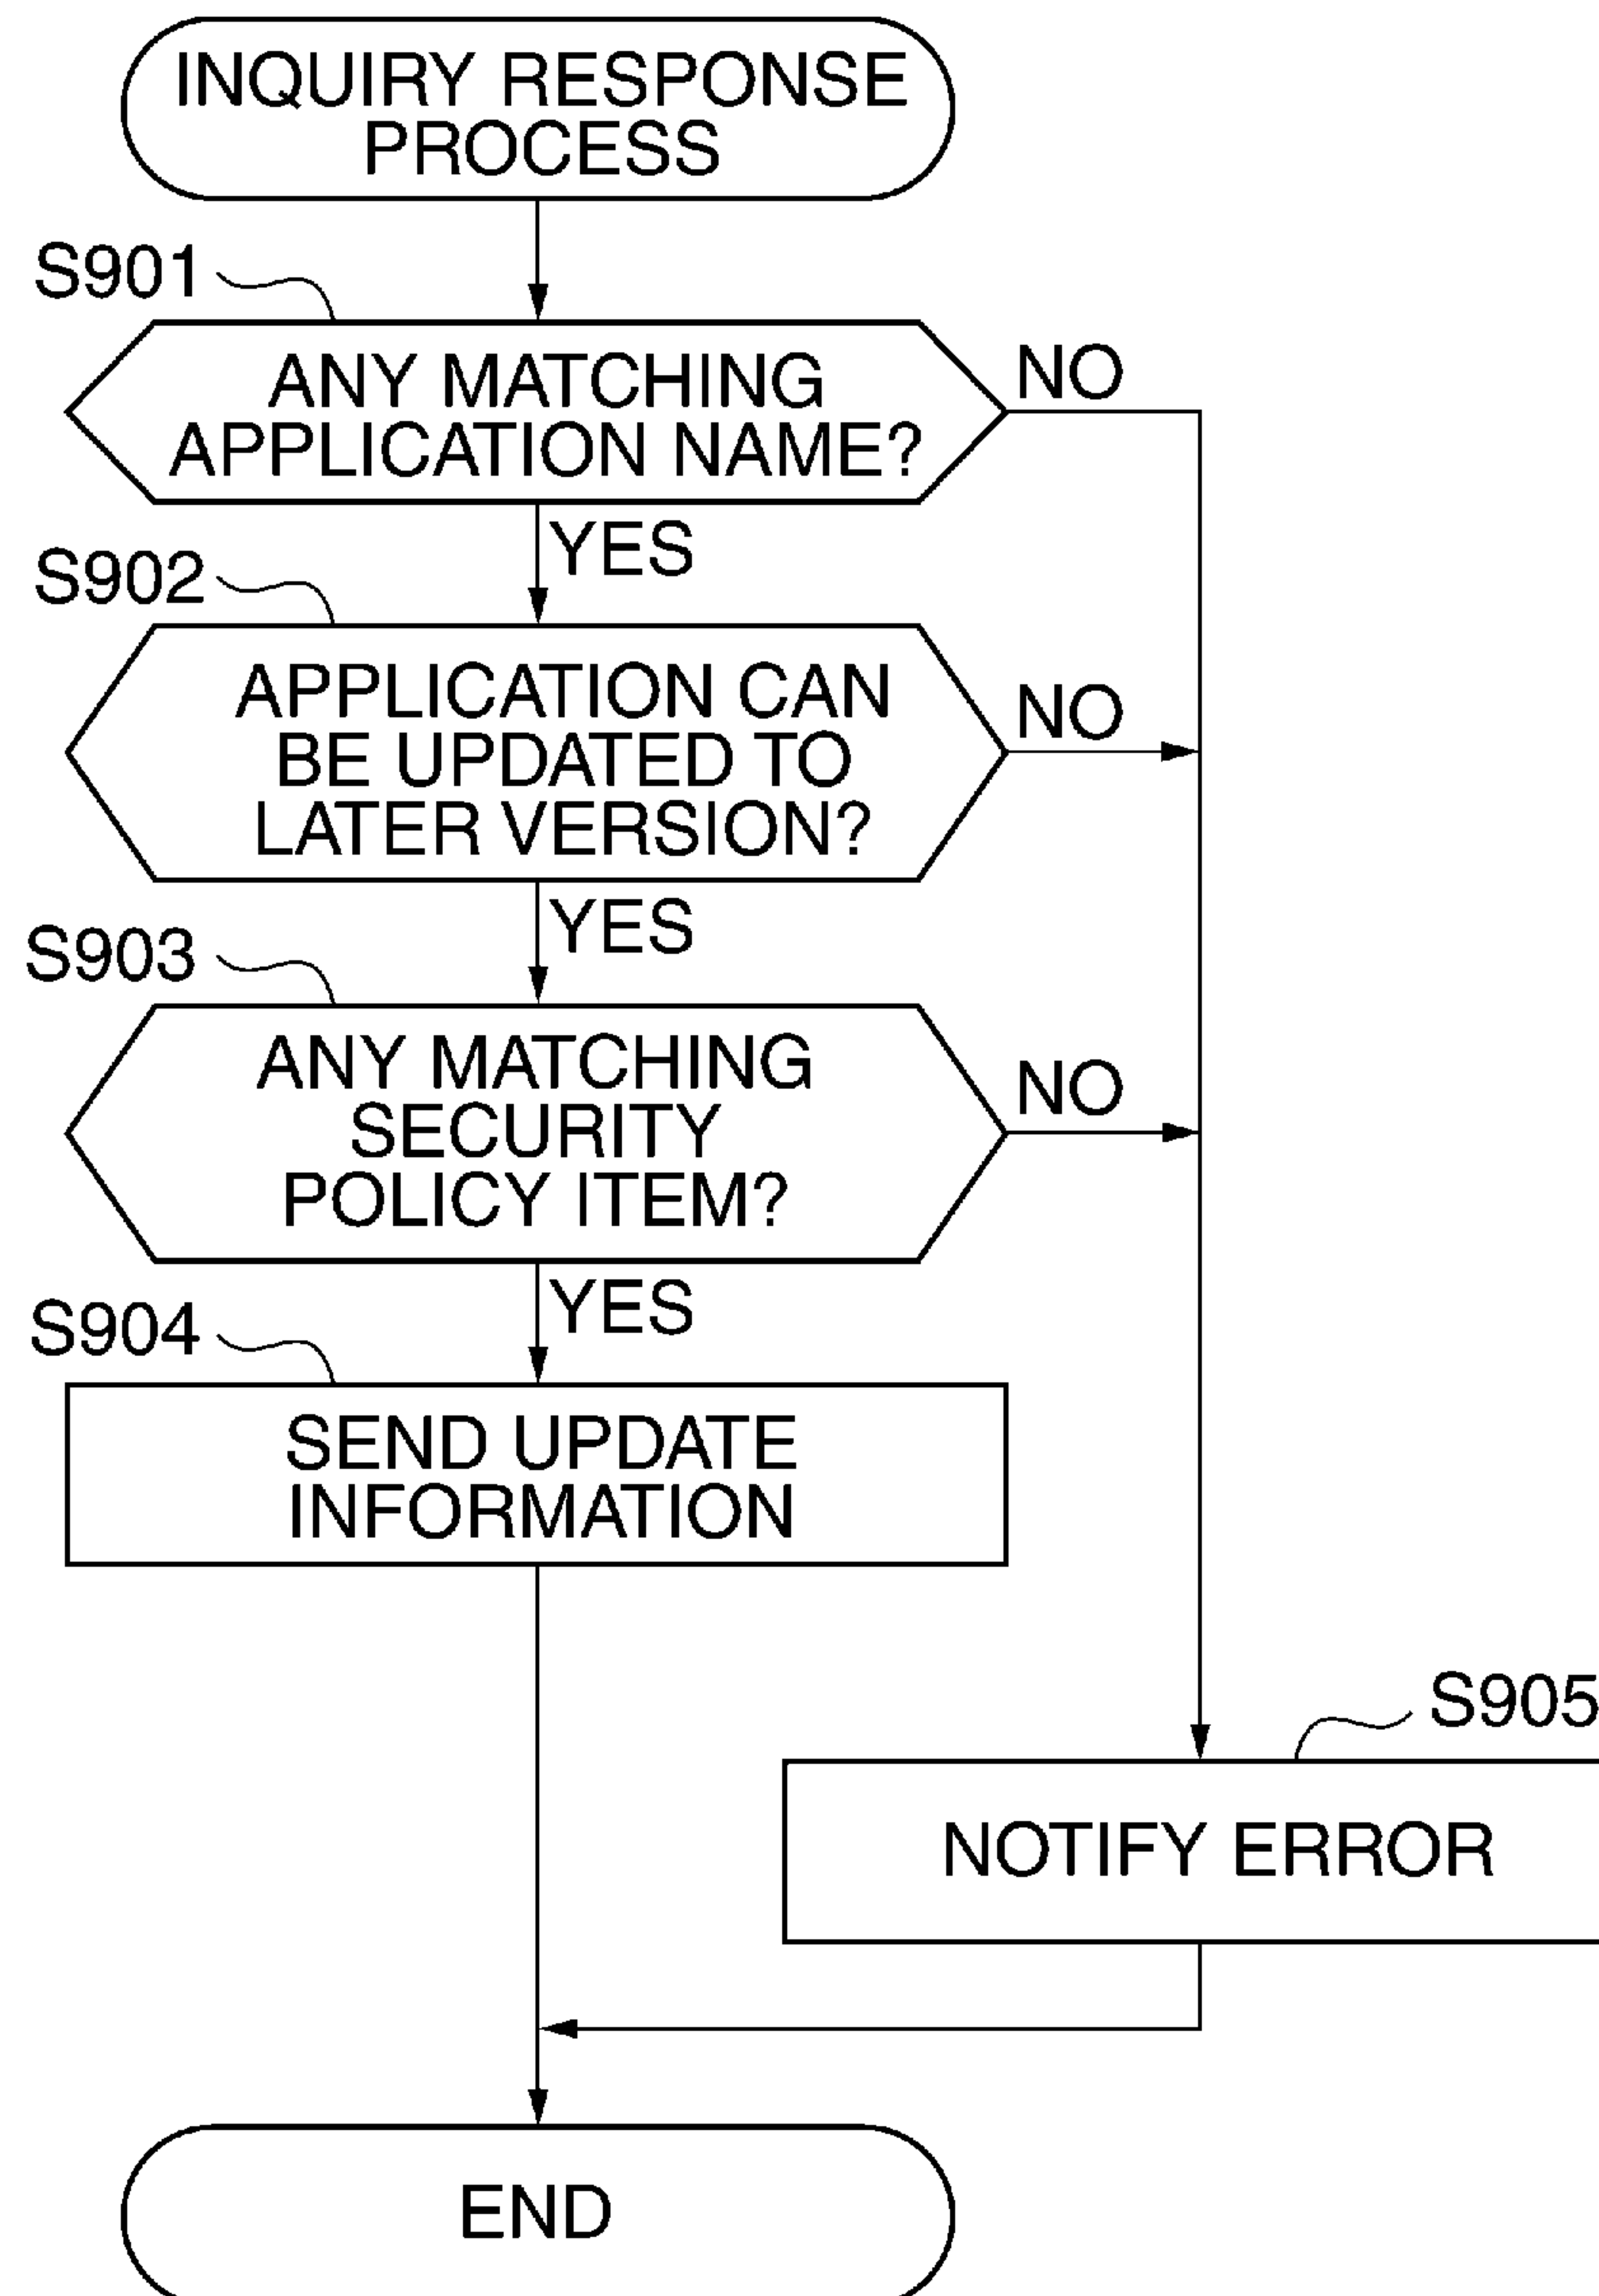 INQUIRY RESPONSE
PROCESS
S901
ANY MATCHING
APPLICATION NAME?
NO
YES
S902
APPLICATION CAN
BE UPDATED TO
LATER VERSION?
NO
YES
S903
ANY MATCHING
SECURITY
POLICY ITEM?
NO
YES
S904
SEND UPDATE
INFORMATION
S905
NOTIFY ERROR
END